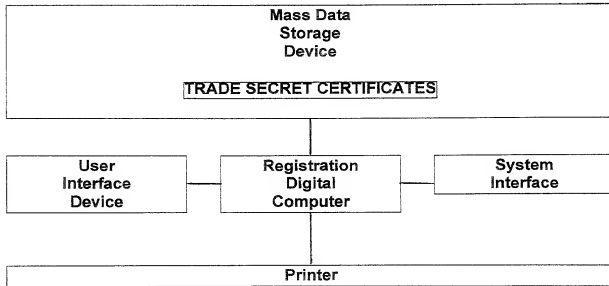 Mass Data
Storage
Device
TRADE SECRET CERTIFICATES
User
Interface
Device
Registration
Digital
Computer
System
Interface
Printer